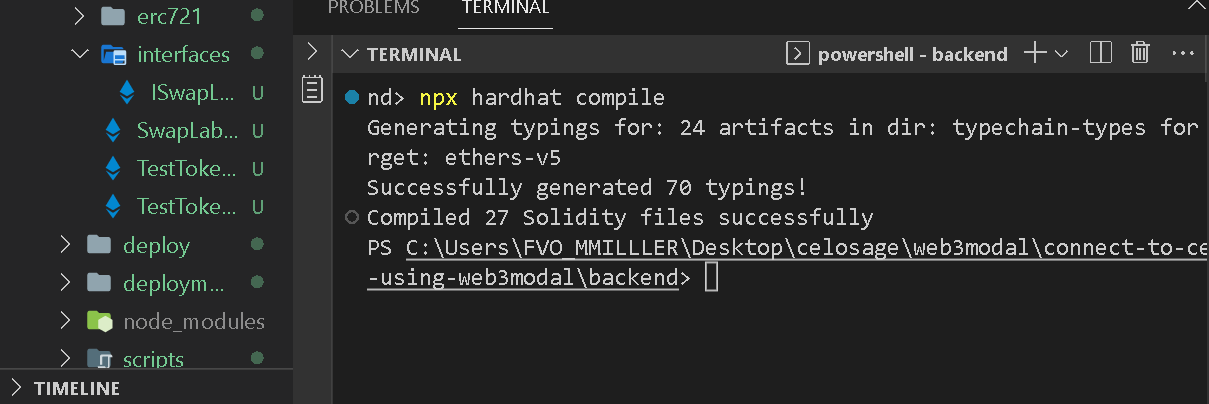 PROBLEMS
TERMINAL
erc721
interfaces
ISwapL... U
SwapLab... U
TestToke... U
TestToke... U
deploy
deploym...
node_modules
scripts
TIMELINE
TERMINAL
powershell - backend
nd> npx hardhat compile
Generating typings for: 24 artifacts in dir: typechain-types for
rget: ethers-v5
Successfully generated 70 typings!
Compiled 27 Solidity files successfully
PS C:\Users\FVO_MMILLLER\Desktop\celosage\web3modal\connect-to-ce
-using-web3modal\backend>